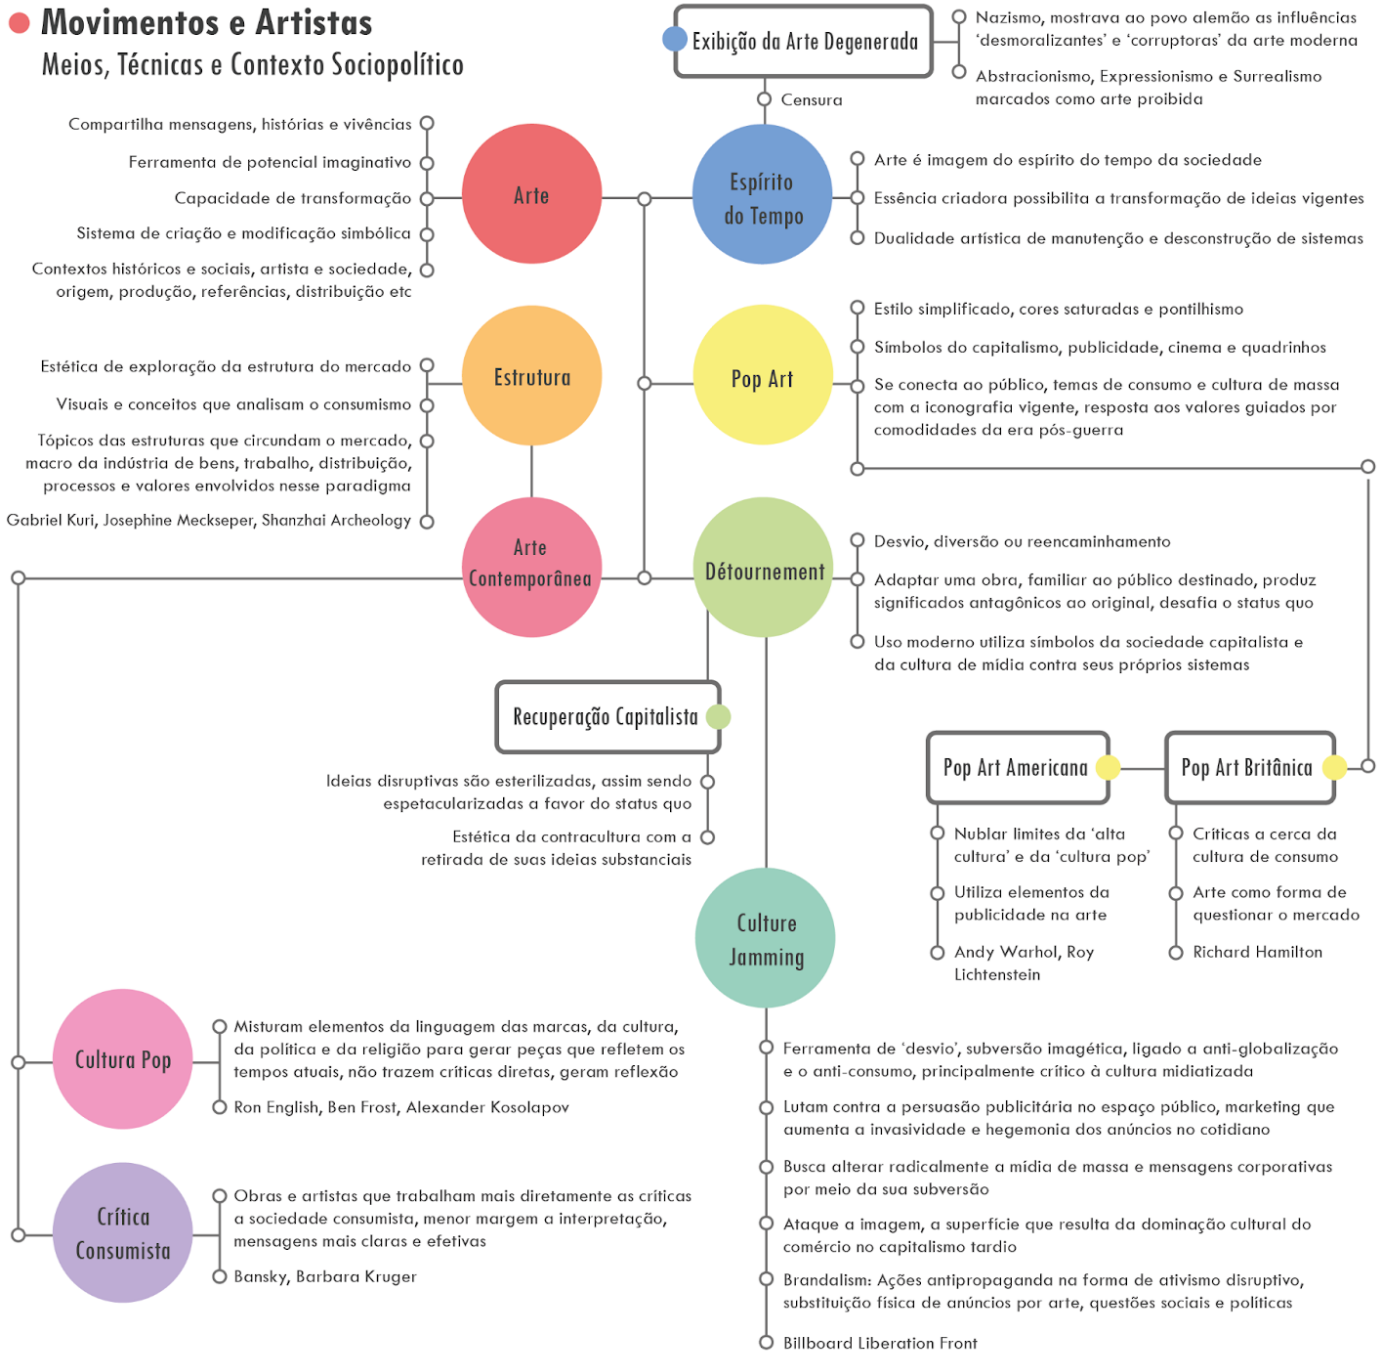 Movimentos e Artistas
Meios, Técnicas e Contexto Sociopolítico
Exibição da Arte Degenerada
Nazismo, mostrava ao povo alemão as influências
'desmoralizantes' e 'corruptoras' da arte moderna
Abstracionismo, Expressionismo e Surrealismo
marcados como arte proibida
Censura
Compartilha mensagens, histórias e vivências
Ferramenta de potencial imaginativo
Capacidade de transformação
Sistema de criação e modificação simbólica
Contextos históricos e sociais, artista e sociedade,
origem, produção, referências, distribuição etc
Arte
Espírito
do Tempo
Arte é imagem do espírito do tempo da sociedade
Essência criadora possibilita a transformação de ideias vigentes
Dualidade artística de manutenção e desconstrução de sistemas
Estética de exploração da estrutura do mercado
Visuais e conceitos que analisam o consumismo
Tópicos das estruturas que circundam o mercado,
macro da indústria de bens, trabalho, distribuição,
processos e valores envolvidos nesse paradigma
Gabriel Kuri, Josephine Meckseper, Shanzhai Archeology
Estrutura
Pop Art
Estilo simplificado, cores saturadas e pontilhismo
Símbolos do capitalismo, publicidade, cinema e quadrinhos
Se conecta ao público, temas de consumo e cultura de massa
com a iconografia vigente, resposta aos valores guiados por
comodidades da era pós-guerra
Arte
Contemporânea
Détournement
Desvio, diversão ou reencaminhamento
Adaptar uma obra, familiar ao público destinado, produz
significados antagônicos ao original, desafia o status quo
Uso moderno utiliza símbolos da sociedade capitalista e
da cultura de mídia contra seus próprios sistemas
Recuperação Capitalista
Ideias disruptivas são esterilizadas, assim sendo
espetacularizadas a favor do status quo
Estética da contracultura com a
retirada de suas ideias substanciais
Pop Art Americana
Nublar limites da 'alta
cultura' e da 'cultura pop'
Utiliza elementos da
publicidade na arte
Andy Warhol, Roy
Lichtenstein
Pop Art Britânica
Críticas a cerca da
cultura de consumo
Arte como forma de
questionar o mercado
Richard Hamilton
Culture
Jamming
Ferramenta de 'desvio', subversão imagética, ligado a anti-globalização
e o anti-consumo, principalmente crítico à cultura midiatizada
Lutam contra a persuasão publicitária no espaço público, marketing que
aumenta a invasividade e hegemonia dos anúncios no cotidiano
Busca alterar radicalmente a mídia de massa e mensagens corporativas
por meio da sua subversão
Ataque a imagem, a superfície que resulta da dominação cultural do
comércio no capitalismo tardio
Brandalism: Ações antipropaganda na forma de ativismo disruptivo,
substituição física de anúncios por arte, questões sociais e políticas
Billboard Liberation Front
Cultura Pop
Misturam elementos da linguagem das marcas, da cultura,
da política e da religião para gerar peças que refletem os
tempos atuais, não trazem críticas diretas, geram reflexão
Ron English, Ben Frost, Alexander Kosolapov
Crítica
Consumista
Obras e artistas que trabalham mais diretamente as críticas
a sociedade consumista, menor margem a interpretação,
mensagens mais claras e efetivas
Bansky, Barbara Kruger